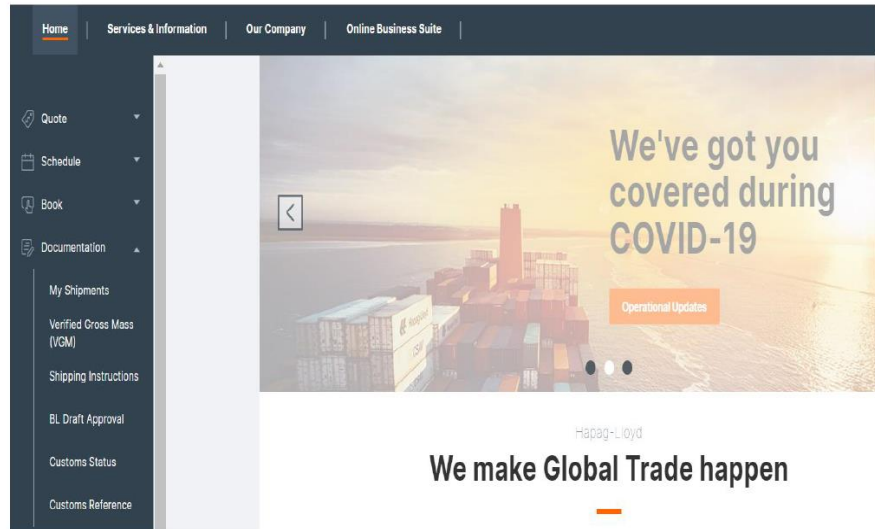 Home
Services & Information
Our Company
Online Business Suite
Quote
Schedule
Book
Documentation
My Shipments
Verified Gross Mass
(VGM)
Shipping Instructions
BL Draft Approval
Customs Status
Customs Reference
We've got you
covered during
COVID-19
Operational Updates
Hapag-Lloyd
We make Global Trade happen